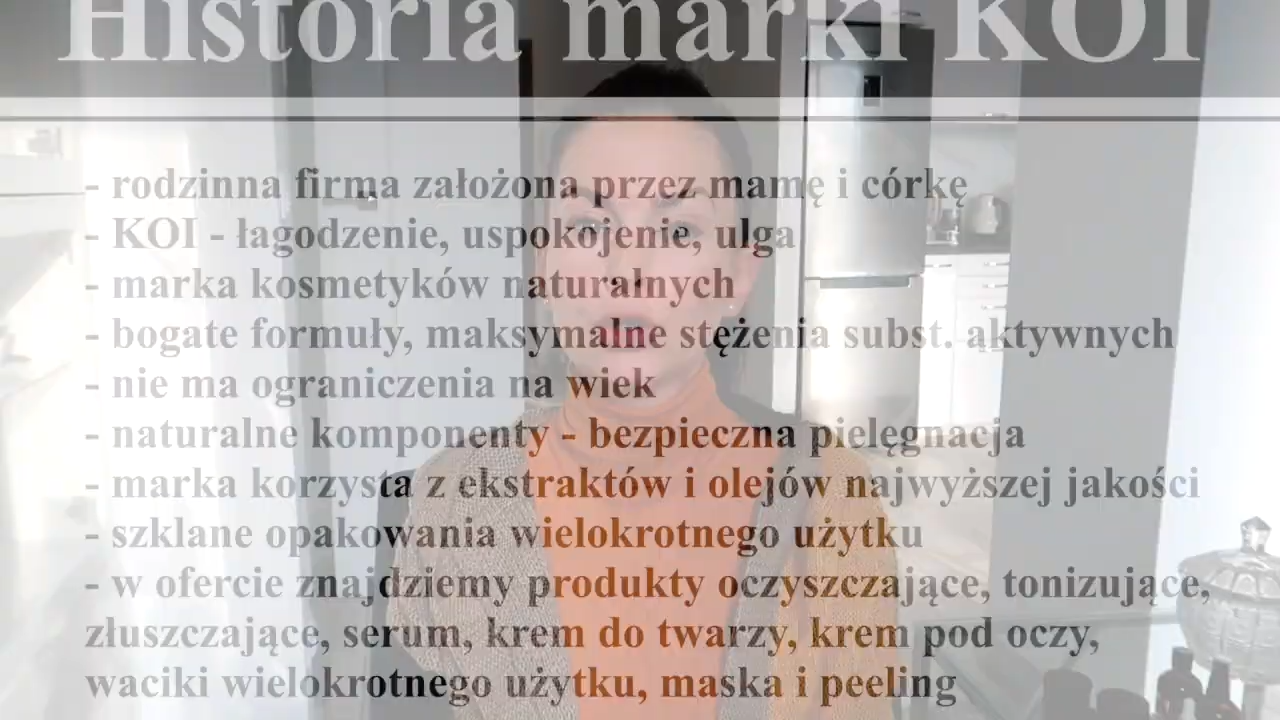 Historia marki KOI
- rodzinna firma założona przez mamę i córkę
- KOI - łagodzenie, uspokojenie, ulga
- marka kosmetyków naturalnych
- bogate formuły, maksymalne stężenia subst. aktywnych
- nie ma ograniczenia na wiek
- naturalne komponenty - bezpieczna pielęgnacja
- marka korzysta z ekstraktów i olejów najwyższej jakości
- szklane opakowania wielokrotnego użytku
- w ofercie znajdziemy produkty oczyszczające, tonizujące,
złuszczające, serum, krem do twarzy, krem pod oczy,
waciki wielokrotnego użytku, maska i peeling